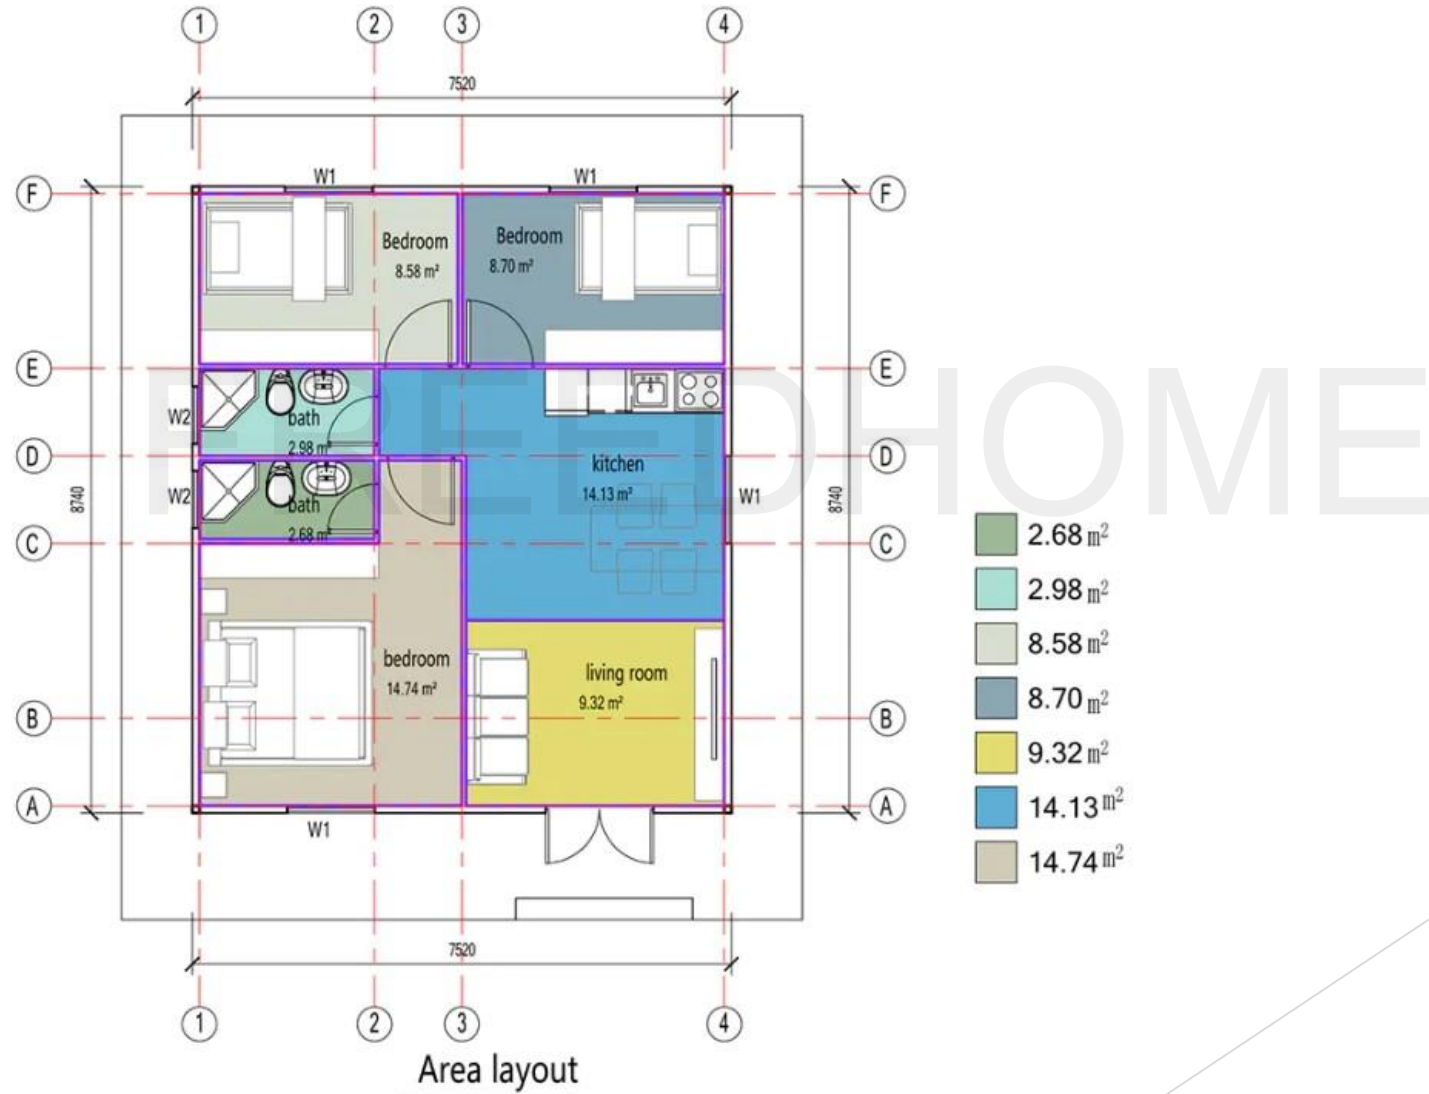 1 2 3 4
7520
F W1 W1 F
Bedroom Bedroom
8.58 m² 8.70 m²
E E
W2 bath
2.98 m²
D kitchen D
14.13 m²
8740 W2 bath W1 8740
2.68 m²
C C
bedroom living room
14.74 m² 9.32 m²
B B
A A
W1
7520
1 2 3 4
Area layout
FREEDHOME
2.68 m²
2.98 m²
8.58 m²
8.70 m²
9.32 m²
14.13 m²
14.74 m²